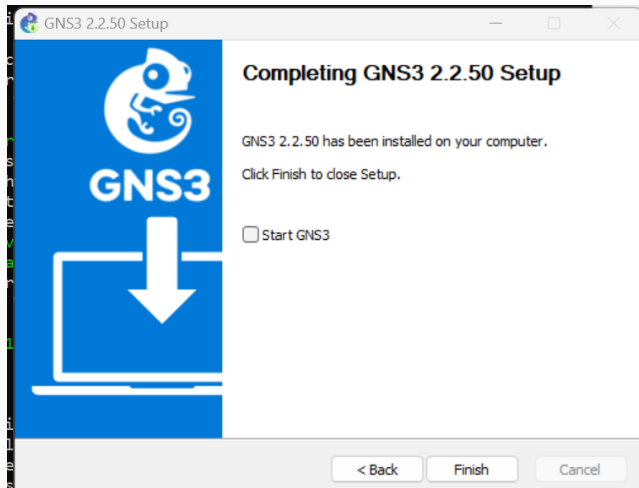 GNS3 2.2.50 Setup
GNS3
Completing GNS3 2.2.50 Setup
GNS3 2.2.50 has been installed on your computer.
Click Finish to close Setup.
Start GNS3
< Back
Finish
Cancel